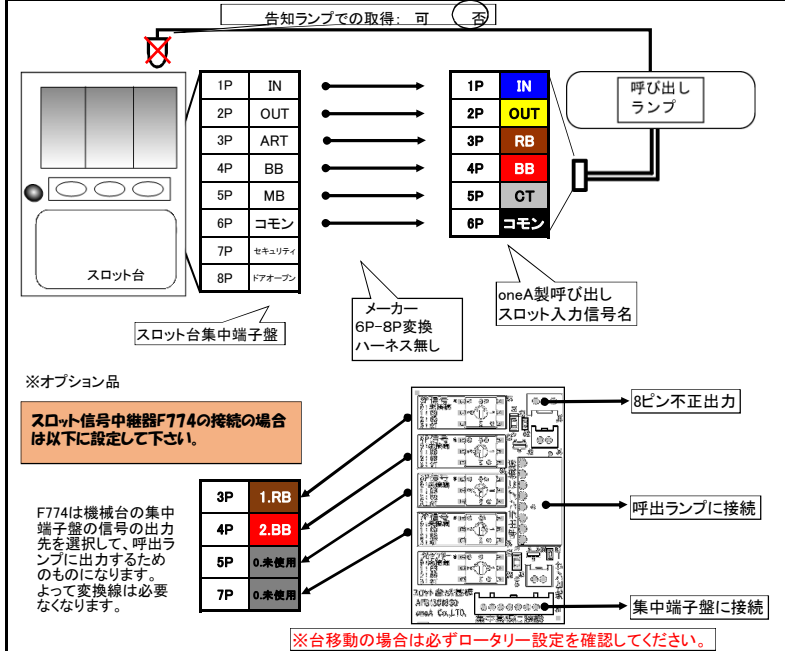 告知ランプでの取得: 可 否
1P IN
2P OUT
3P ART
4P BB
5P MB
6P コモン
7P セキュリティ
8P ドアオープン
1P IN
2P OUT
3P RB
4P BB
5P CT
6P コモン
呼び出し
ランプ
スロット台
スロット台集中端子盤
メーカー
6P-8P変換
ハーネス無し
oneA製呼び出し
スロット入力信号名
※オプション品
スロット信号中継器F774の接続の場合
は以下に設定して下さい。
F774は機械台の集中
端子盤の信号の出力
先を選択して、呼出ラ
ンプに出力するため
のものになります。
よって変換線は必要
なくなります。
3P 1.RB
4P 2.BB
5P 0.未使用
7P 0.未使用
8ピン不正出力
呼出ランプに接続
集中端子盤に接続
※台移動の場合は必ずロータリー設定を確認してください。